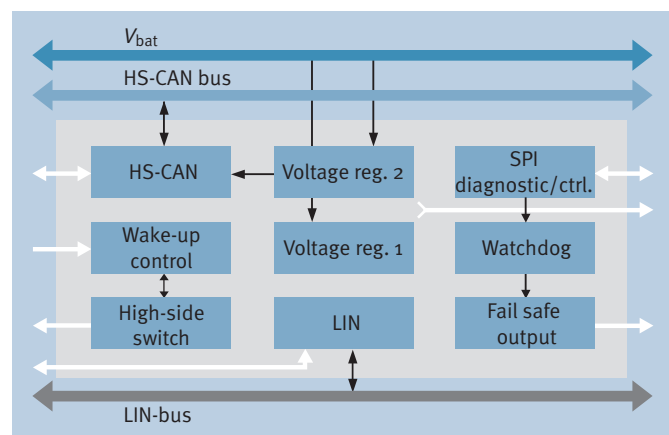 Vbat
HS-CAN bus
HS-CAN
Voltage reg. 2
SPI
diagnostic/ctrl.
Wake-up
control
Voltage reg. 1
Watchdog
High-side
switch
LIN
Fail safe
output
LIN-bus